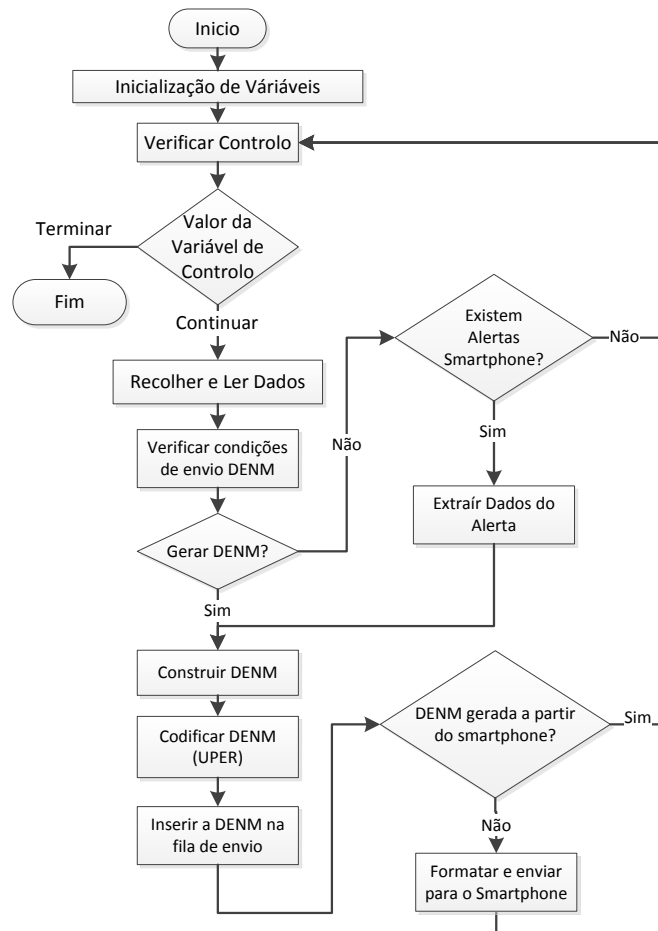 Inicio
Inicialização de Váriáveis
Verificar Controlo
Valor da
Variável de
Controlo
Terminar
Fim
Continuar
Existem
Alertas
Smartphone?
Não
Recolher e Ler Dados
Sim
Não
Verificar condições
de envio DENM
Extraír Dados do
Alerta
Gerar DENM?
Sim
Construir DENM
DENM gerada a partir
do smartphone?
Sim
Codificar DENM
(UPER)
Inserir a DENM na
fila de envio
Não
Formatar e enviar
para o Smartphone